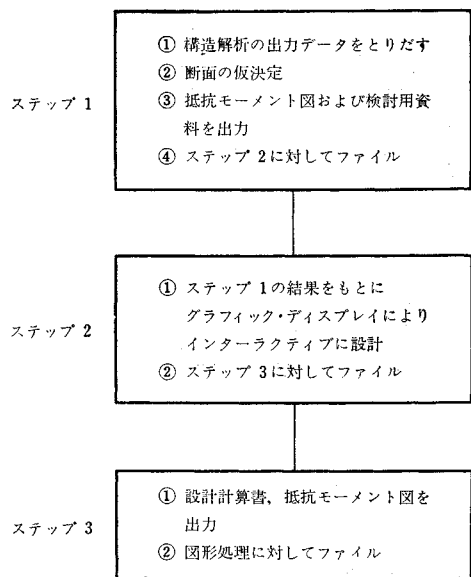 ステップ 1
① 構造解析の出力データをとりだす
② 断面の仮決定
③ 抵抗モーメント図および検討用資
料を出力
④ ステップ 2に対してファイル
ステップ 2
① ステップ 1の結果をもとに
グラフィック・ディスプレイにより
インターラクティブに設計
② ステップ 3に対してファイル
ステップ 3
① 設計計算書，抵抗モーメント図を
出力
② 図形処理に対してファイル